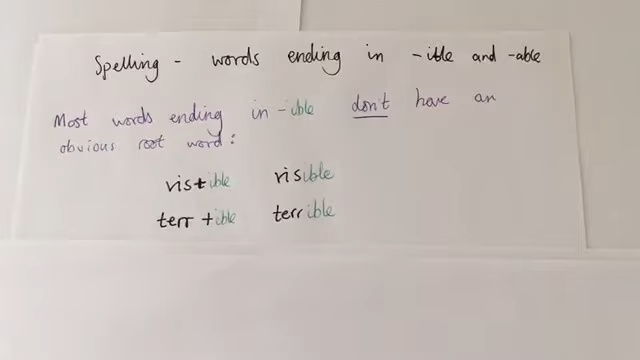 Spelling - words ending in -ible and -able
Most words ending in -ible don't have an
obvious root word:
vis+ible visible
terr +ible terrible